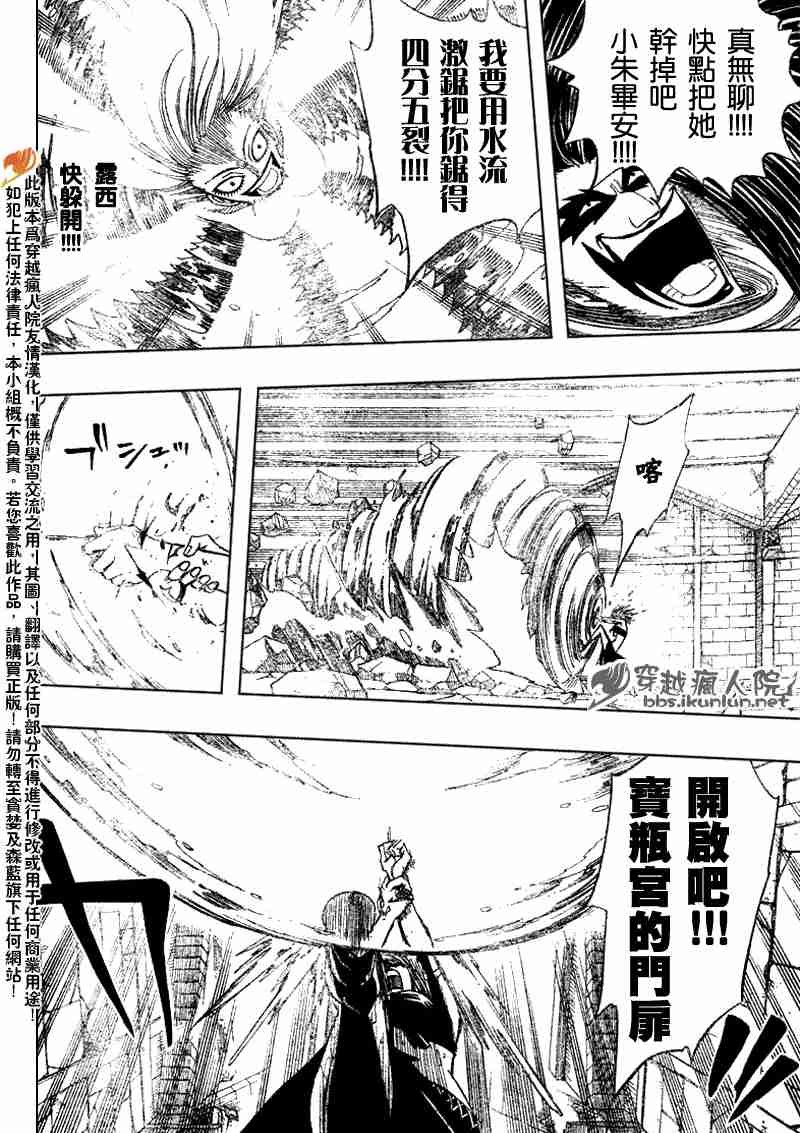 真無聊!!!!
快點把她
幹掉吧
小朱畢安!!!!
我要用水流
激鋸把你鋸得
四分五裂!!!!
露西
快躲開!!!!
喀
ブ
ガ
開啟吧!!!
寶瓶宮的門扉
穿越瘋人院
bbs.ikunlun.net
此版本爲穿越瘋人院友情漢化，僅供學習交流之用，其圖、翻譯以及任何部分不得進行修改或用于任何商業用途!!
如犯上任何法律責任，本小組概不負責。若您喜歡此作品，請購買正版！請勿轉至貪婪及森藍旗下任何網站！